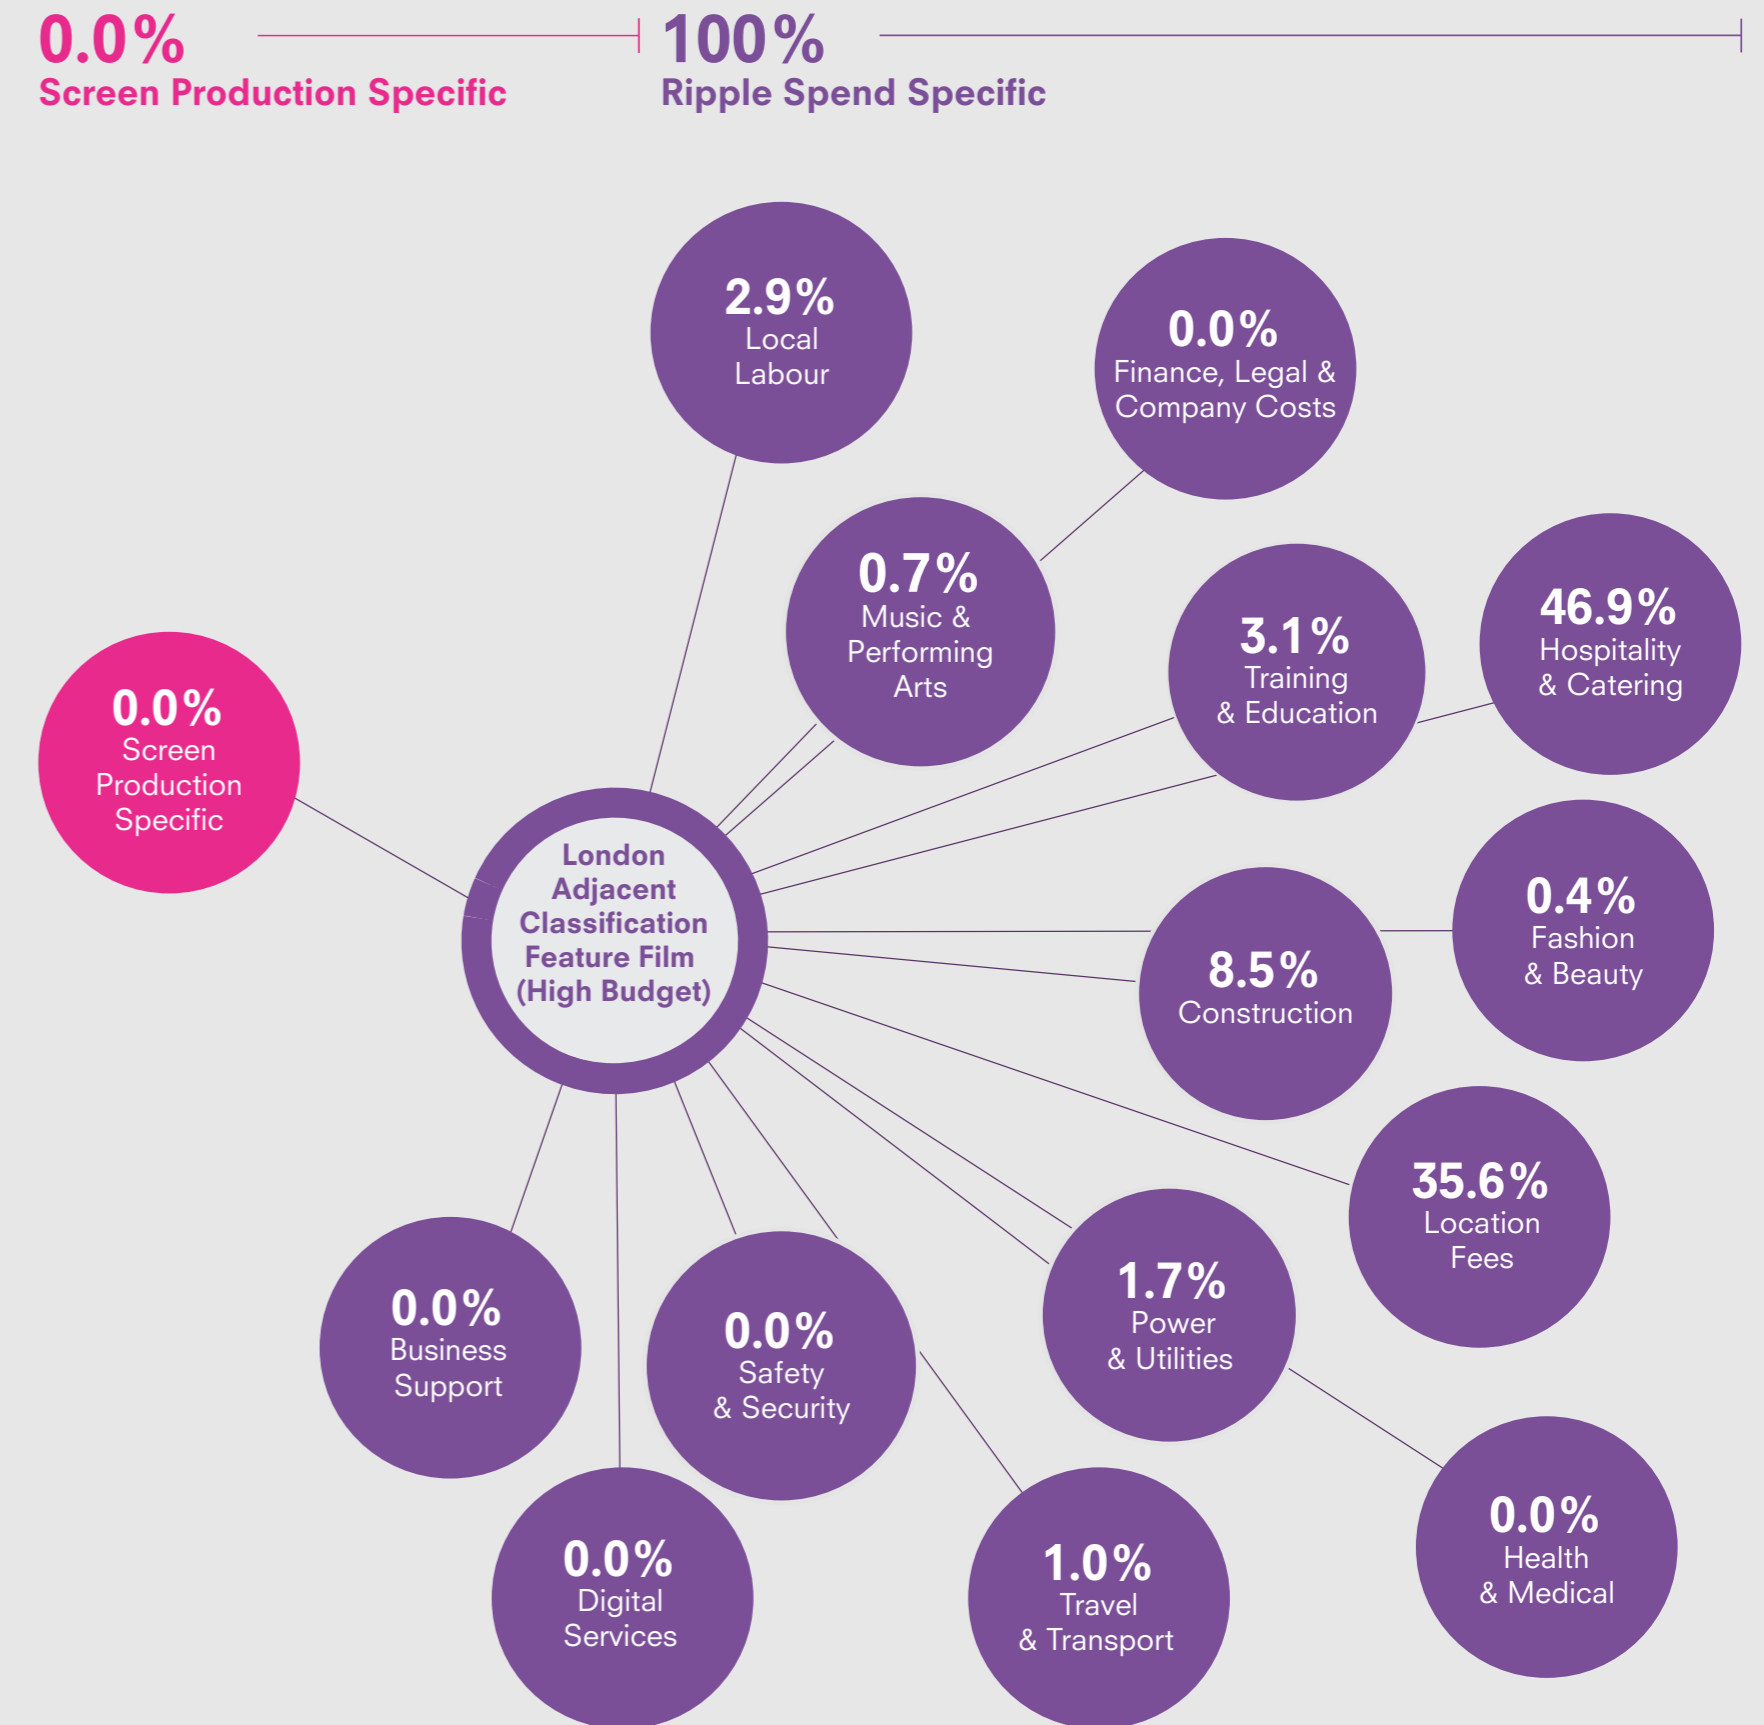 0.0%
Screen Production Specific
100%
Ripple Spend Specific
2.9%
Local
Labour
0.0%
Finance, Legal &
Company Costs
0.7%
Music &
Performing
Arts
3.1%
Training
& Education
46.9%
Hospitality
& Catering
0.0%
Screen
Production
Specific
London
Adjacent
Classification
Feature Film
(High Budget)
8.5%
Construction
0.4%
Fashion
& Beauty
35.6%
Location
Fees
1.7%
Power
& Utilities
0.0%
Business
Support
0.0%
Safety
& Security
0.0%
Digital
Services
1.0%
Travel
& Transport
0.0%
Health
& Medical